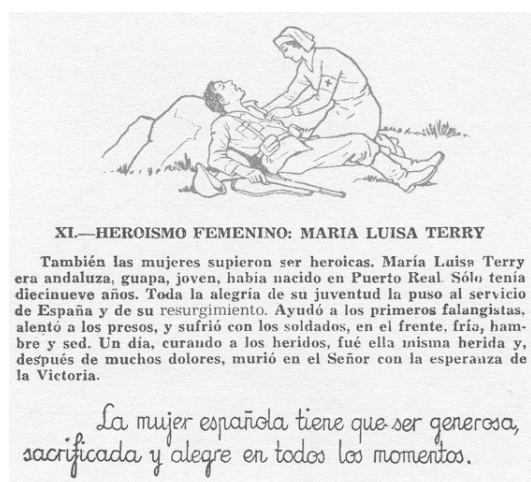 XI.—HEROISMO FEMENINO: MARIA LUISA TERRY
También las mujeres supieron ser heroicas. María Luisa Terry
era andaluza, guapa, joven, había nacido en Puerto Real. Sólo tenía
diecinueve años. Toda la alegría de su juventud la puso al servicio
de España y de su resurgimiento. Ayudó a los primeros falangistas,
alentó a los presos, y sufrió con los soldados, en el frente, fría, ham-
bre y sed. Un día, curando a los heridos, fué ella misma herida y,
después de muchos dolores, murió en el Señor con la esperanza de
la Victoria.
La mujer española tiene que ser generosa,
sacrificada y alegre en todos los momentos.